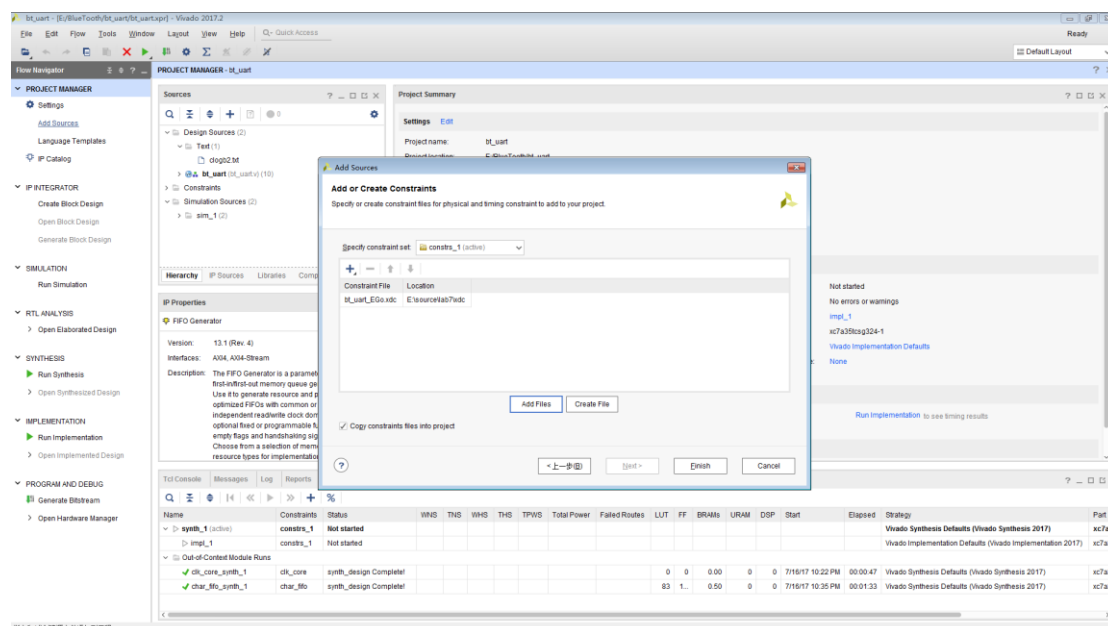 bt_uart - [E:/BlueTooth/bt_uart/bt_uart.xpr] - Vivado 2017.2
File Edit Flow Tools Window Layout View Help Quick Access
Ready
Default Layout
Flow Navigator
PROJECT MANAGER - bt_uart
PROJECT MANAGER
Settings
Add Sources
Language Templates
IP Catalog
IP INTEGRATOR
Create Block Design
Open Block Design
Generate Block Design
SIMULATION
Run Simulation
RTL ANALYSIS
Open Elaborated Design
SYNTHESIS
Run Synthesis
Open Synthesized Design
IMPLEMENTATION
Run Implementation
Open Implemented Design
PROGRAM AND DEBUG
Generate Bitstream
Open Hardware Manager
Sources
0
Design Sources (2)
Text (1)
clogb2.txt
bt_uart (bt_uart.v) (10)
Constraints
Simulation Sources (2)
sim_1 (2)
Hierarchy IP Sources Libraries Comp
IP Properties
FIFO Generator
Version: 13.1 (Rev. 4)
Interfaces: AXI4, AXI4-Stream
Description: The FIFO Generator is a paramet
first-in/first-out memory queue ge
Use it to generate resource and p
optimized FIFOs with common or
independent read/write clock dom
optional fixed or programmable fu
empty flags and handshaking sig
Choose from a selection of mem
resource types for implementatio
Project Summary
Settings Edit
Project name: bt_uart
Project location: E:/BlueTooth/bt_uart
Not started
No errors or warnings
impl_1
xc7a35tcsg324-1
Vivado Implementation Defaults
None
Run Implementation to see timing results
Add Sources
Add or Create Constraints
Specify or create constraint files for physical and timing constraint to add to your project.
Specify constraint set: constrs_1 (active)
Constraint File Location
bt_uart_EGo.xdc E:\source\lab7\xdc
Add Files Create File
Copy constraints files into project
<上一步(B) Next > Finish Cancel
Tcl Console Messages Log Reports
Name Constraints Status WNS TNS WHS THS TPWS Total Power Failed Routes LUT FF BRAMs URAM DSP Start Elapsed Strategy Part
synth_1 (active) constrs_1 Not started Vivado Synthesis Defaults (Vivado Synthesis 2017) xc7a
impl_1 constrs_1 Not started Vivado Implementation Defaults (Vivado Implementation 2017) xc7a
Out-of-Context Module Runs
clk_core_synth_1 clk_core synth_design Complete! 0 0 0.00 0 0 7/16/17 10:22 PM 00:00:47 Vivado Synthesis Defaults (Vivado Synthesis 2017) xc7a
char_fifo_synth_1 char_fifo synth_design Complete! 83 1... 0.50 0 0 7/16/17 10:35 PM 00:01:33 Vivado Synthesis Defaults (Vivado Synthesis 2017) xc7a